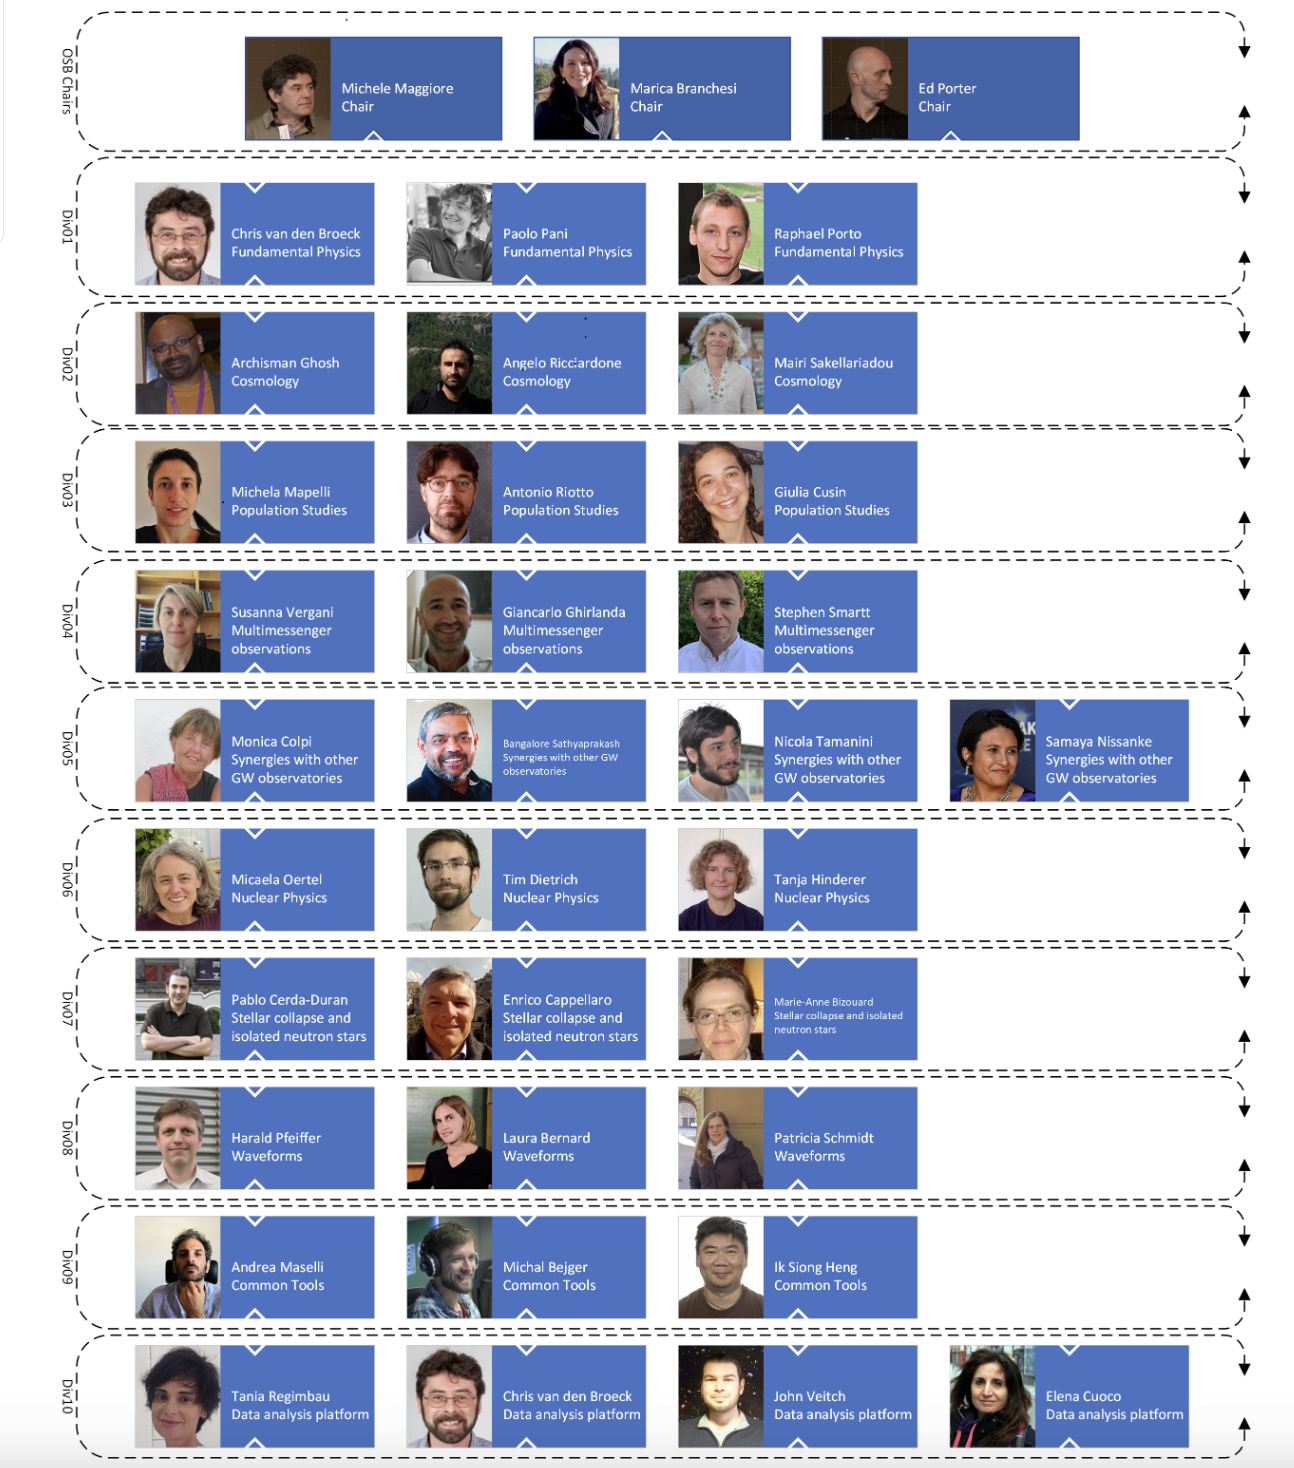 OSB Chairs
Michele Maggiore
Chair
Marica Branchesi
Chair
Ed Porter
Chair
Div01
Chris van den Broeck
Fundamental Physics
Paolo Pani
Fundamental Physics
Raphael Porto
Fundamental Physics
Div02
Archisman Ghosh
Cosmology
Angelo Ricciardone
Cosmology
Mairi Sakellariadou
Cosmology
Div03
Michela Mapelli
Population Studies
Antonio Riotto
Population Studies
Giulia Cusin
Population Studies
Div04
Susanna Vergani
Multimessenger
observations
Giancarlo Ghirlanda
Multimessenger
observations
Stephen Smartt
Multimessenger
observations
Div05
Monica Colpi
Synergies with other
GW observatories
Bangalore Sathyaprakash
Synergies with other GW
observatories
Nicola Tamanini
Synergies with other
GW observatories
Samaya Nissanke
Synergies with other
GW observatories
Div06
Micaela Oertel
Nuclear Physics
Tim Dietrich
Nuclear Physics
Tanja Hinderer
Nuclear Physics
Div07
Pablo Cerda-Duran
Stellar collapse and
isolated neutron stars
Enrico Cappellaro
Stellar collapse and
isolated neutron stars
Marie-Anne Bizouard
Stellar collapse and isolated
neutron stars
Div08
Harald Pfeiffer
Waveforms
Laura Bernard
Waveforms
Patricia Schmidt
Waveforms
Div09
Andrea Maselli
Common Tools
Michal Bejger
Common Tools
Ik Siong Heng
Common Tools
Div10
Tania Regimbau
Data analysis platform
Chris van den Broeck
Data analysis platform
John Veitch
Data analysis platform
Elena Cuoco
Data analysis platform